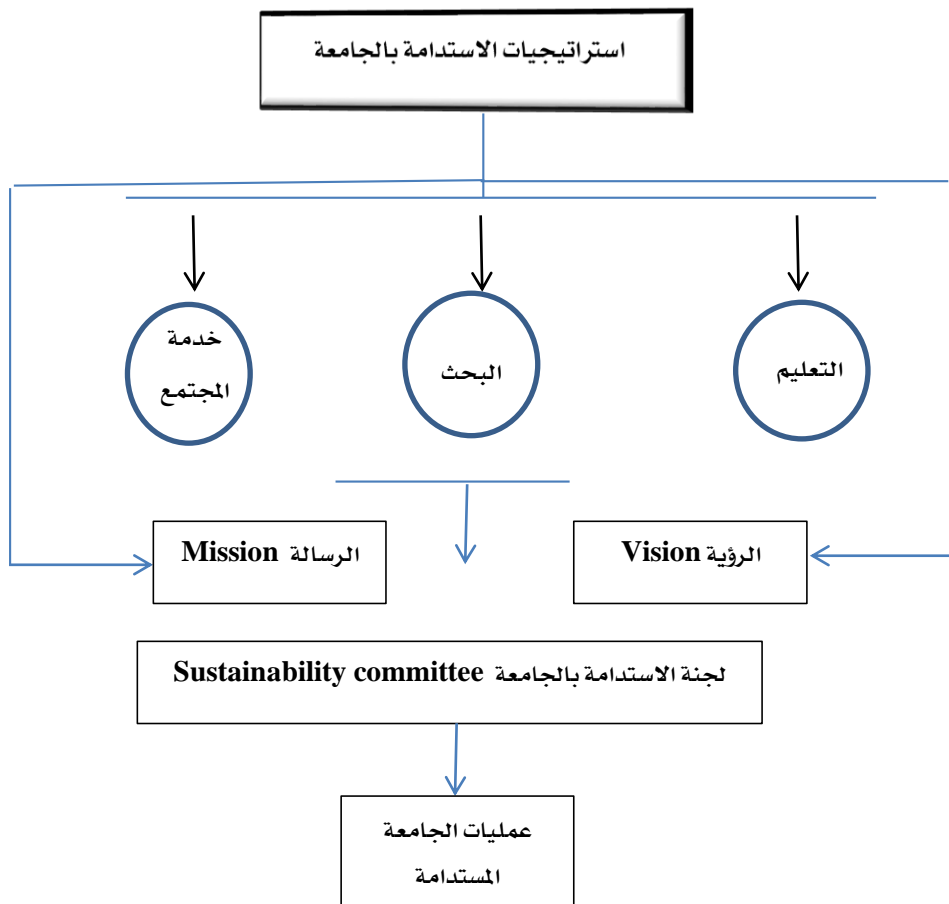 استراتيجيات الاستدامة بالجامعة
التعليم
البحث
خدمة
المجتمع
الرؤية Vision
الرسالة Mission
لجنة الاستدامة بالجامعة Sustainability committee
عمليات الجامعة
المستدامة